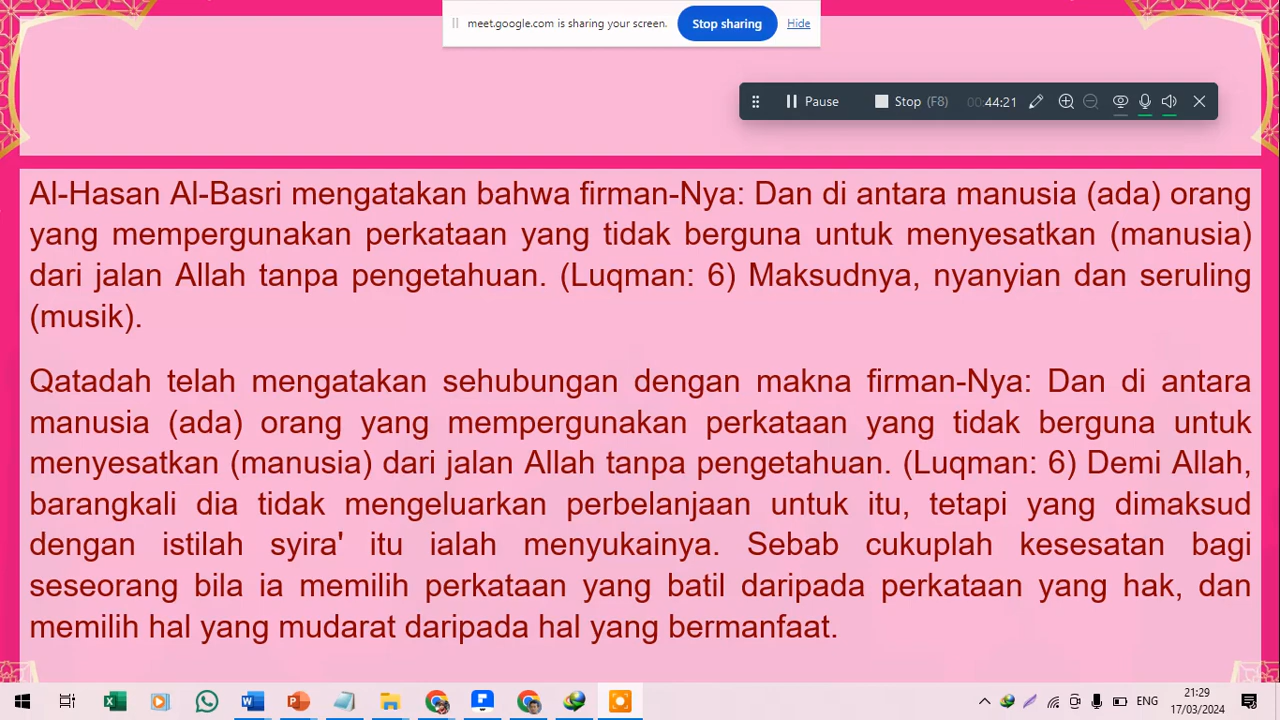 meet.google.com is sharing your screen.
Stop sharing
Hide
Pause
Stop (F8)
00:44:21
Al-Hasan Al-Basri mengatakan bahwa firman-Nya: Dan di antara manusia (ada) orang
yang mempergunakan perkataan yang tidak berguna untuk menyesatkan (manusia)
dari jalan Allah tanpa pengetahuan. (Luqman: 6) Maksudnya, nyanyian dan seruling
(musik).
Qatadah telah mengatakan sehubungan dengan makna firman-Nya: Dan di antara
manusia (ada) orang yang mempergunakan perkataan yang tidak berguna untuk
menyesatkan (manusia) dari jalan Allah tanpa pengetahuan. (Luqman: 6) Demi Allah,
barangkali dia tidak mengeluarkan perbelanjaan untuk itu, tetapi yang dimaksud
dengan istilah syira' itu ialah menyukainya. Sebab cukuplah kesesatan bagi
seseorang bila ia memilih perkataan yang batil daripada perkataan yang hak, dan
memilih hal yang mudarat daripada hal yang bermanfaat.
ENG
21:29
17/03/2024